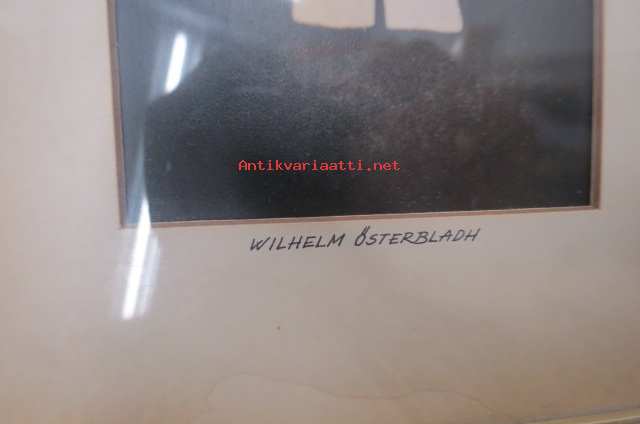 Antikvariaatti.net
WILHELM ÖSTERBLADH